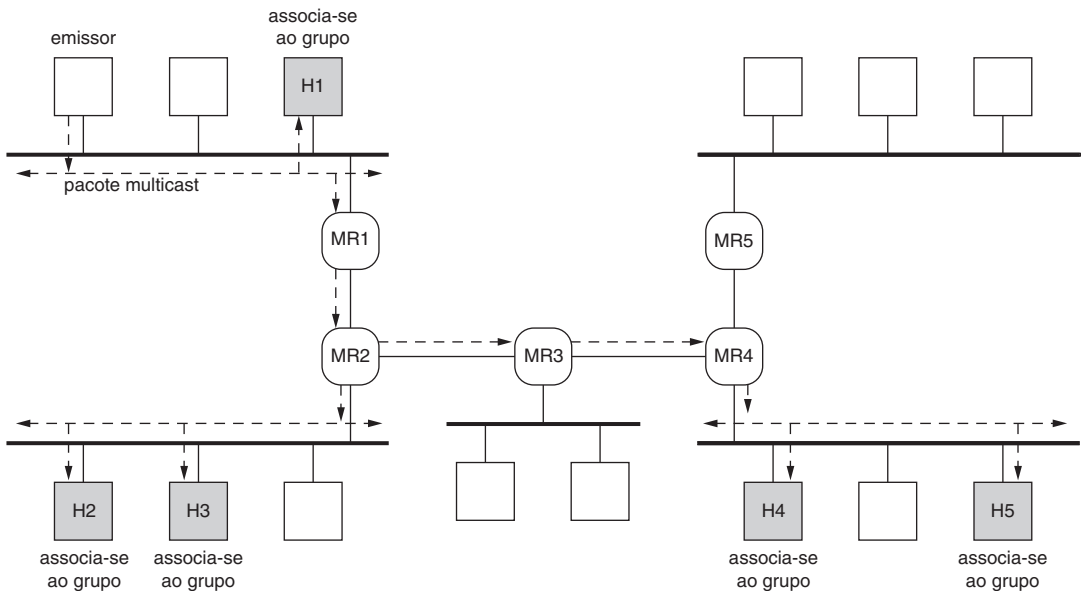 associa-se
ao grupo
emissor
H1
pacote multicast
MR1
MR5
MR2
MR3
MR4
H2
H3
H4
H5
associa-se
ao grupo
associa-se
ao grupo
associa-se
ao grupo
associa-se
ao grupo